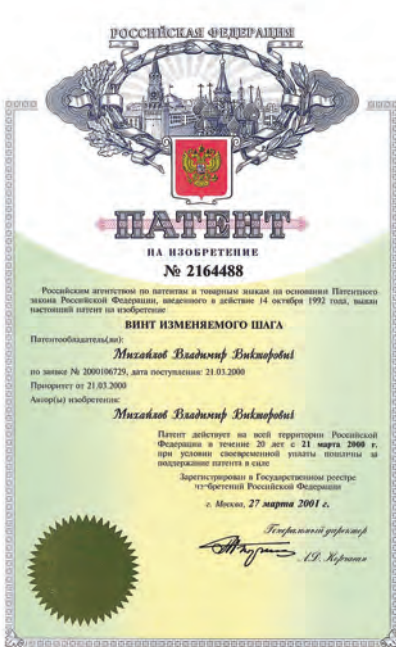 РОССИЙСКАЯ ФЕДЕРАЦИЯ
ПАТЕНТ
НА ИЗОБРЕТЕНИЕ
№ 2164488
Российским агентством по патентам и товарным знакам на основании Патентного
закона Российской Федерации, введенного в действие 14 октября 1992 года, выдан
настоящий патент на изобретение
ВИНТ ИЗМЕНЯЕМОГО ШАГА
Патентообладатель(ли):
Михайлов Владимир Викторович
по заявке № 2000106729, дата поступления: 21.03.2000
Приоритет от 21.03.2000
Автор(ы) изобретения:
Михайлов Владимир Викторович
Патент действует на всей территории Российской
Федерации в течение 20 лет с 21 марта 2000 г.
при условии своевременной уплаты пошлины за
поддержание патента в силе
Зарегистрирован в Государственном реестре
изобретений Российской Федерации
г. Москва, 27 марта 2001 г.
Генеральный директор
А.Д. Корчагин